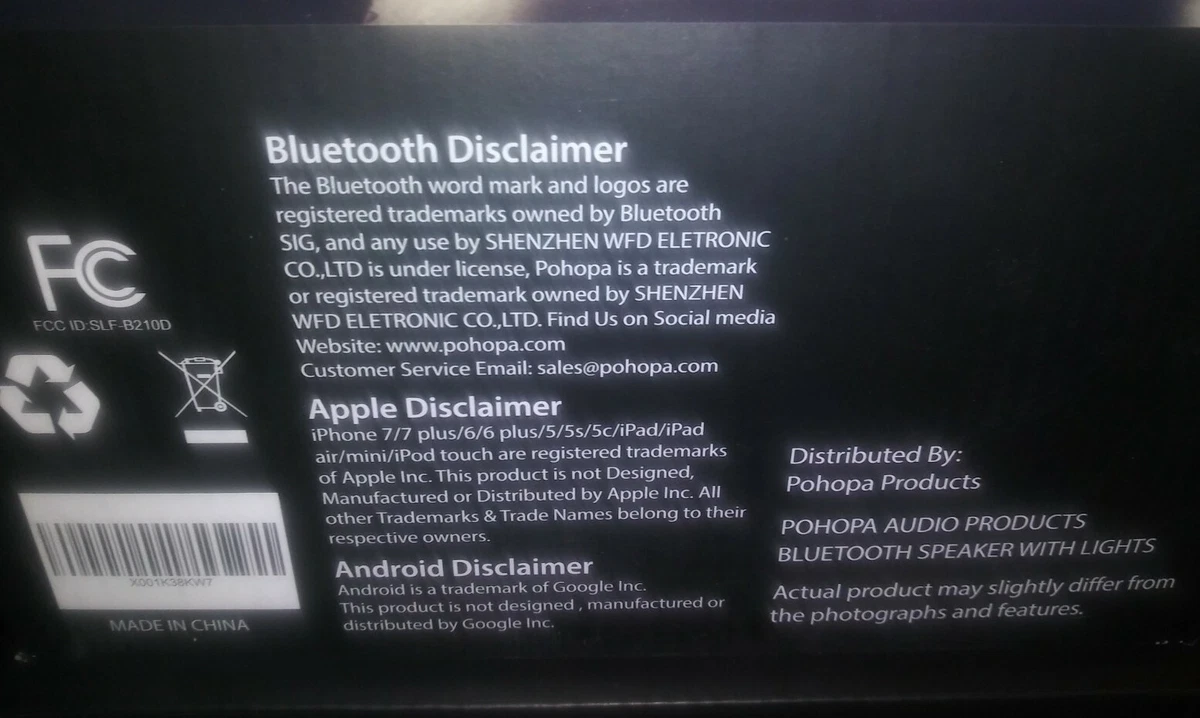 Bluetooth Disclaimer
The Bluetooth word mark and logos are
registered trademarks owned by Bluetooth
SIG, and any use by SHENZHEN WFD ELETRONIC
CO.,LTD is under license, Pohopa is a trademark
or registered trademark owned by SHENZHEN
WFD ELETRONIC CO.,LTD. Find Us on Social media
Website: www.pohopa.com
Customer Service Email: sales@pohopa.com
FC
FCC ID:SLF-B210D
X001K38KW7
MADE IN CHINA
Apple Disclaimer
iPhone 7/7 plus/6/6 plus/5/5s/5c/iPad/iPad
air/mini/iPod touch are registered trademarks
of Apple Inc. This product is not Designed,
Manufactured or Distributed by Apple Inc. All
other Trademarks & Trade Names belong to their
respective owners.
Android Disclaimer
Android is a trademark of Google Inc.
This product is not designed , manufactured or
distributed by Google Inc.
Distributed By:
Pohopa Products
POHOPA AUDIO PRODUCTS
BLUETOOTH SPEAKER WITH LIGHTS
Actual product may slightly differ from
the photographs and features.